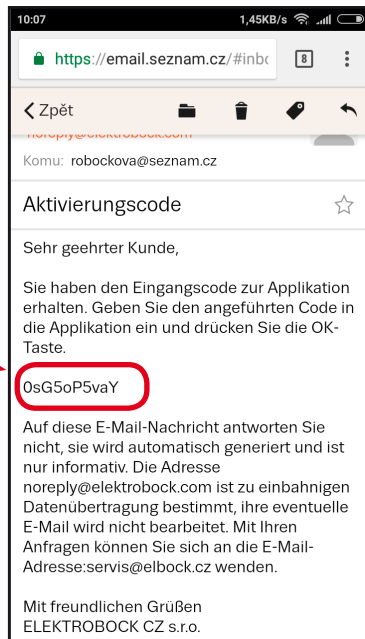 10:07 1,45KB/s
https://email.seznam.cz/#inbo 8
Zpět
noreply@elektrobock.com
Komu: robockova@seznam.cz
Aktivierungscode
Sehr geehrter Kunde,
Sie haben den Eingangscode zur Applikation
erhalten. Geben Sie den angeführten Code in
die Applikation ein und drücken Sie die OK-
Taste.
0sG5oP5vaY
Auf diese E-Mail-Nachricht antworten Sie
nicht, sie wird automatisch generiert und ist
nur informativ. Die Adresse
noreply@elektrobock.com ist zu einbahnigen
Datenübertragung bestimmt, ihre eventuelle
E-Mail wird nicht bearbeitet. Mit Ihren
Anfragen können Sie sich an die E-Mail-
Adresse:servis@elbock.cz wenden.
Mit freundlichen Grüßen
ELEKTROBOCK CZ s.r.o.